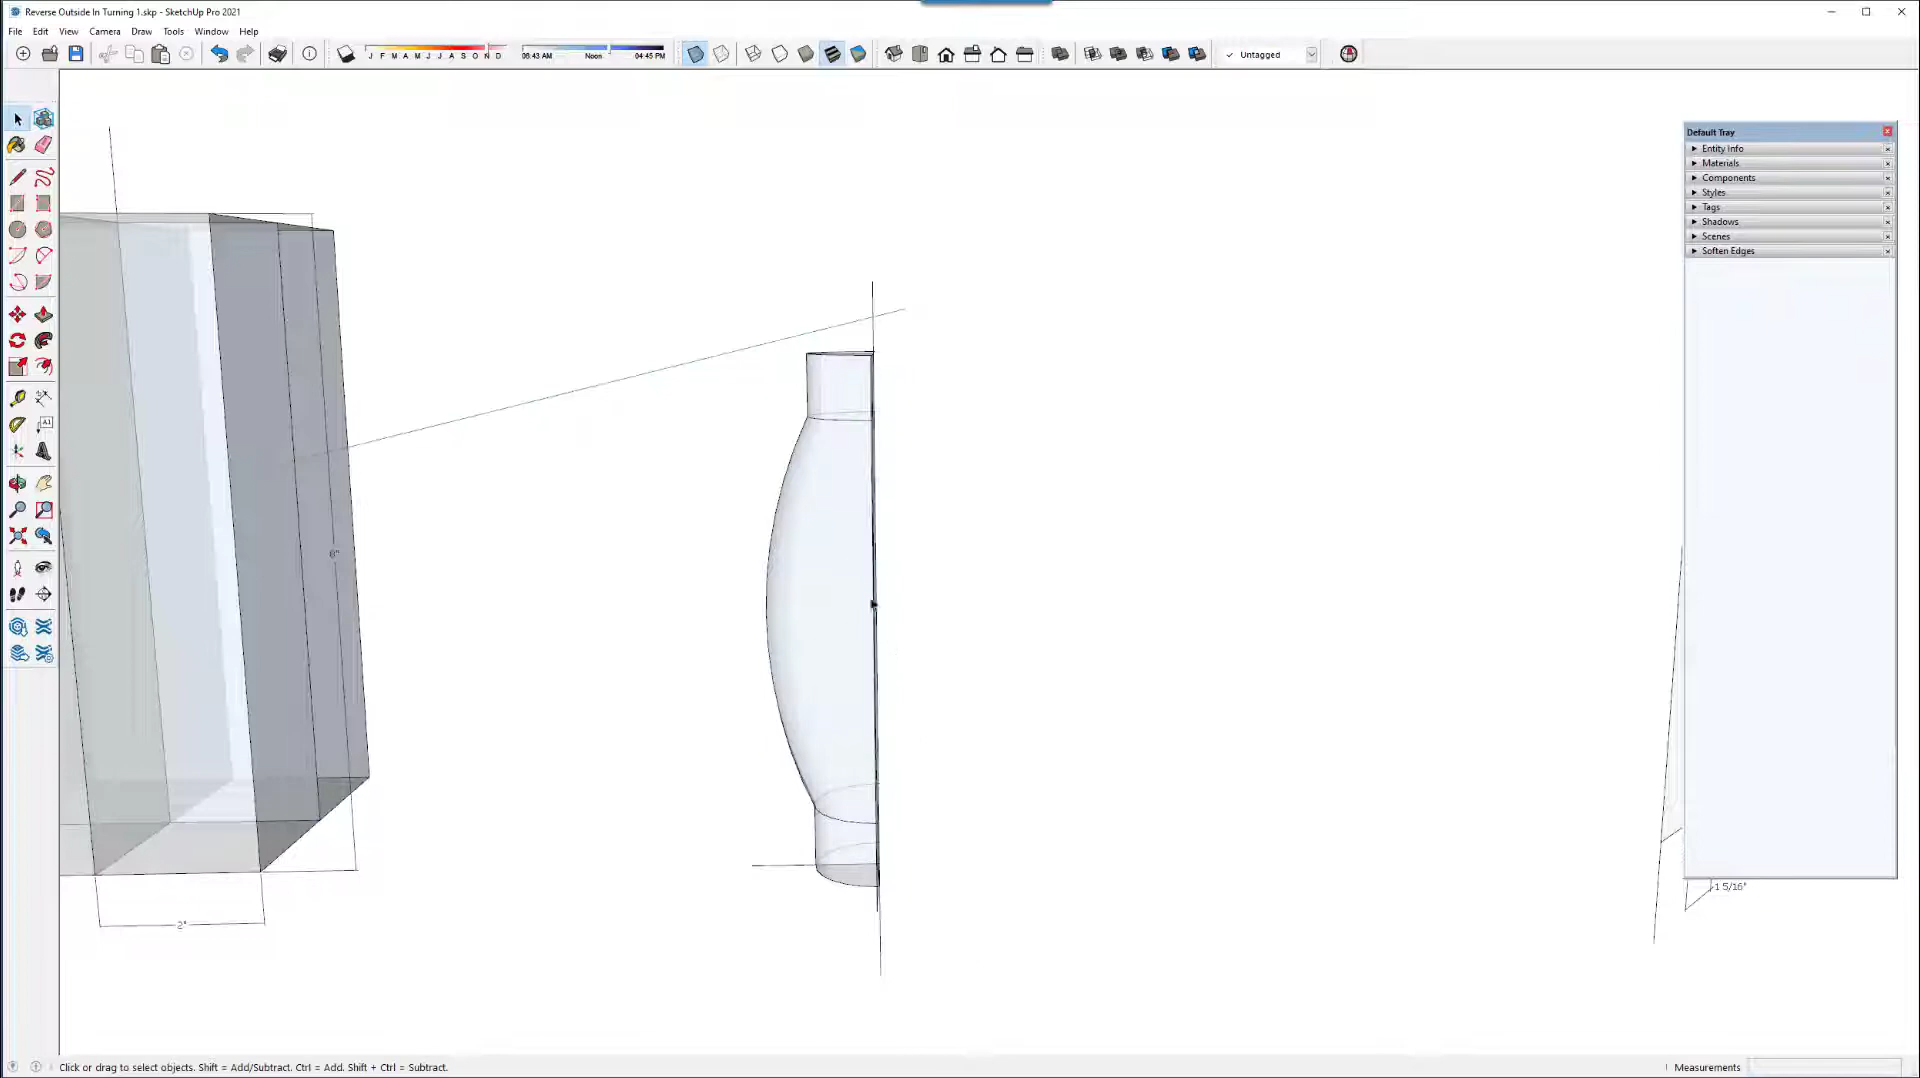 Reverse Outside In Turning 1.skp - SketchUp Pro 2021
File Edit View Camera Draw Tools Window Help
J F M A M J J A S O N D 06:43 AM Noon 04:45 PM Untagged
Default Tray
Entity Info
Materials
Components
Styles
Tags
Shadows
Scenes
Soften Edges
A1
2"
1 5/16"
Click or drag to select objects. Shift = Add/Subtract. Ctrl = Add. Shift + Ctrl = Subtract. Measurements